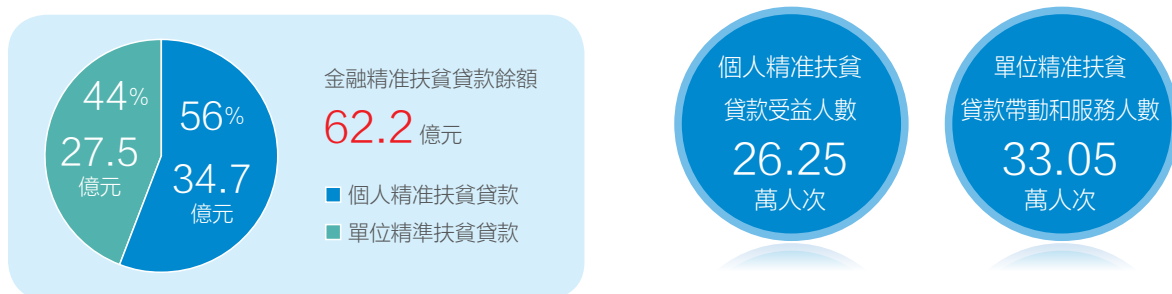 44%
27.5
億元
56%
34.7
億元
金融精准扶貧貸款餘額
62.2 億元
個人精准扶貧貸款
單位精準扶貧貸款
個人精准扶貧
貸款受益人數
26.25
萬人次
單位精准扶貧
貸款帶動和服務人數
33.05
萬人次